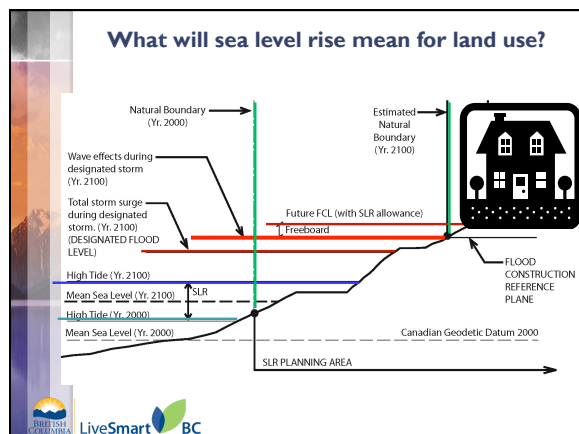 What will sea level rise mean for land use?
Natural Boundary
(Yr. 2000)
Estimated
Natural
Boundary
(Yr. 2100)
Wave effects during
designated storm
(Yr. 2100)
Total storm surge
during designated
storm. (Yr. 2100)
(DESIGNATED FLOOD
LEVEL)
Future FCL (with SLR allowance)
Freeboard
FLOOD
CONSTRUCTION
REFERENCE
PLANE
High Tide (Yr. 2100)
SLR
Mean Sea Level (Yr. 2100)
High Tide (Yr. 2000)
Mean Sea Level (Yr. 2000)
Canadian Geodetic Datum 2000
SLR PLANNING AREA
BRITISH
COLUMBIA
LiveSmart BC